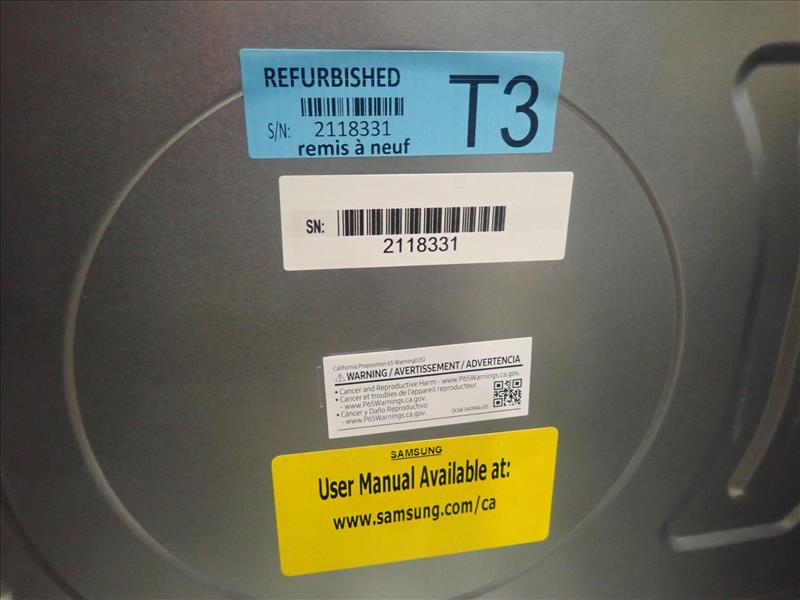 REFURBISHED
T3
S/N: 2118331
remis à neuf
SN:
2118331
California Proposition 65 Warning(US)
⚠ WARNING / AVERTISSEMENT / ADVERTENCIA
• Cancer and Reproductive Harm - www.P65Warnings.ca.gov.
• Cancer et troubles de l'appareil reproducteur
- www.P65Warnings.ca.gov.
• Cáncer y Daño Reproductivo
- www.P65Warnings.ca.gov.
SAMSUNG
User Manual Available at:
www.samsung.com/ca